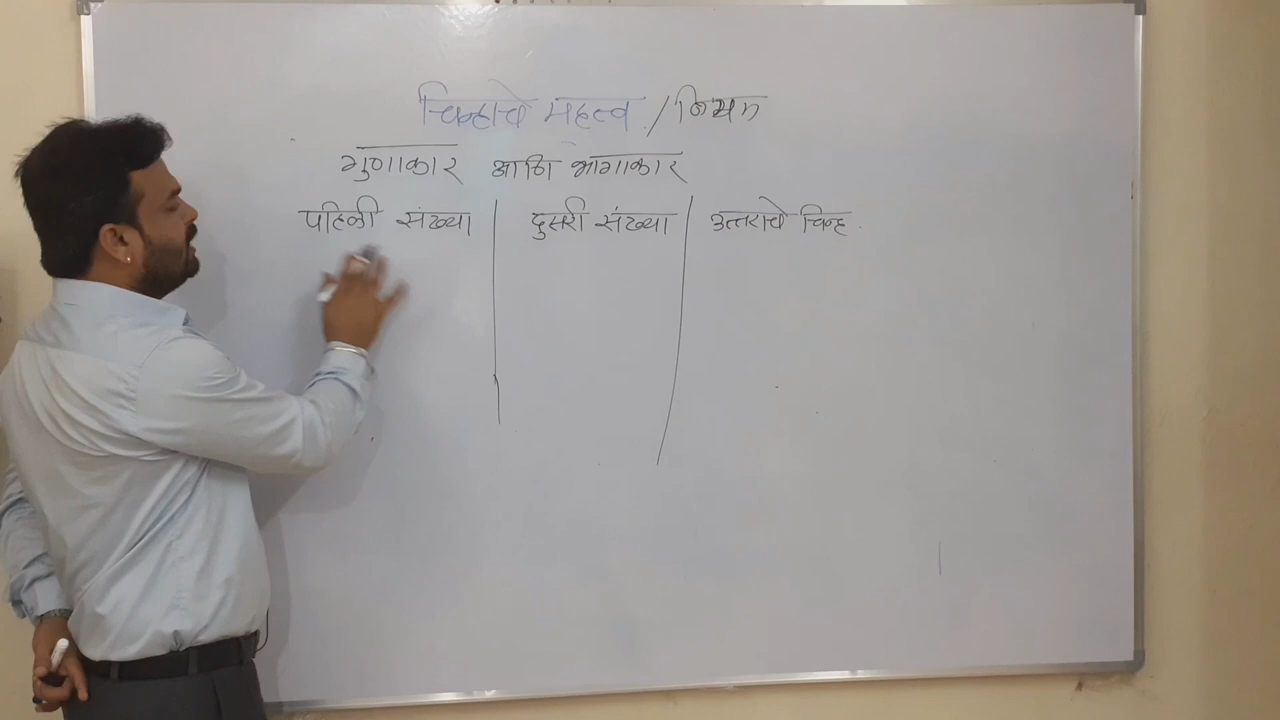 चिन्हाचे महत्व / नियम
गुणाकार आणि भागाकार
पहिली संख्या दुसरी संख्या उत्तराचे चिन्ह.